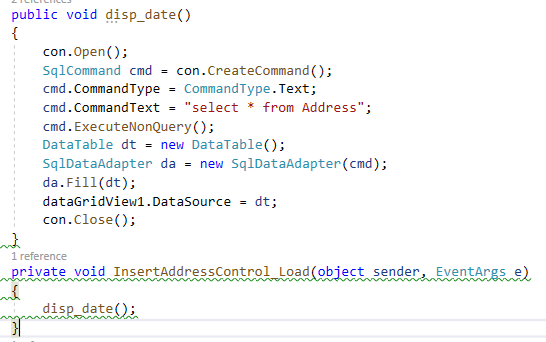 2 references
public void disp_date()
{
con.Open();
SqlCommand cmd = con.CreateCommand();
cmd.CommandType = CommandType.Text;
cmd.CommandText = "select * from Address";
cmd.ExecuteNonQuery();
DataTable dt = new DataTable();
SqlDataAdapter da = new SqlDataAdapter(cmd);
da.Fill(dt);
dataGridView1.DataSource = dt;
con.Close();
}
1 reference
private void InsertAddressControl_Load(object sender, EventArgs e)
{
disp_date();
}